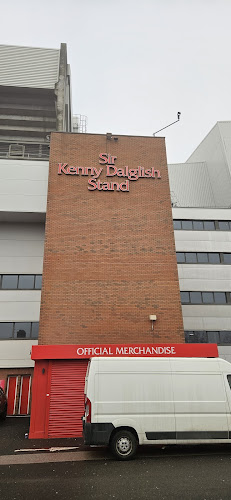 Sir
Kenny Dalglish
Stand
OFFICIAL MERCHANDISE